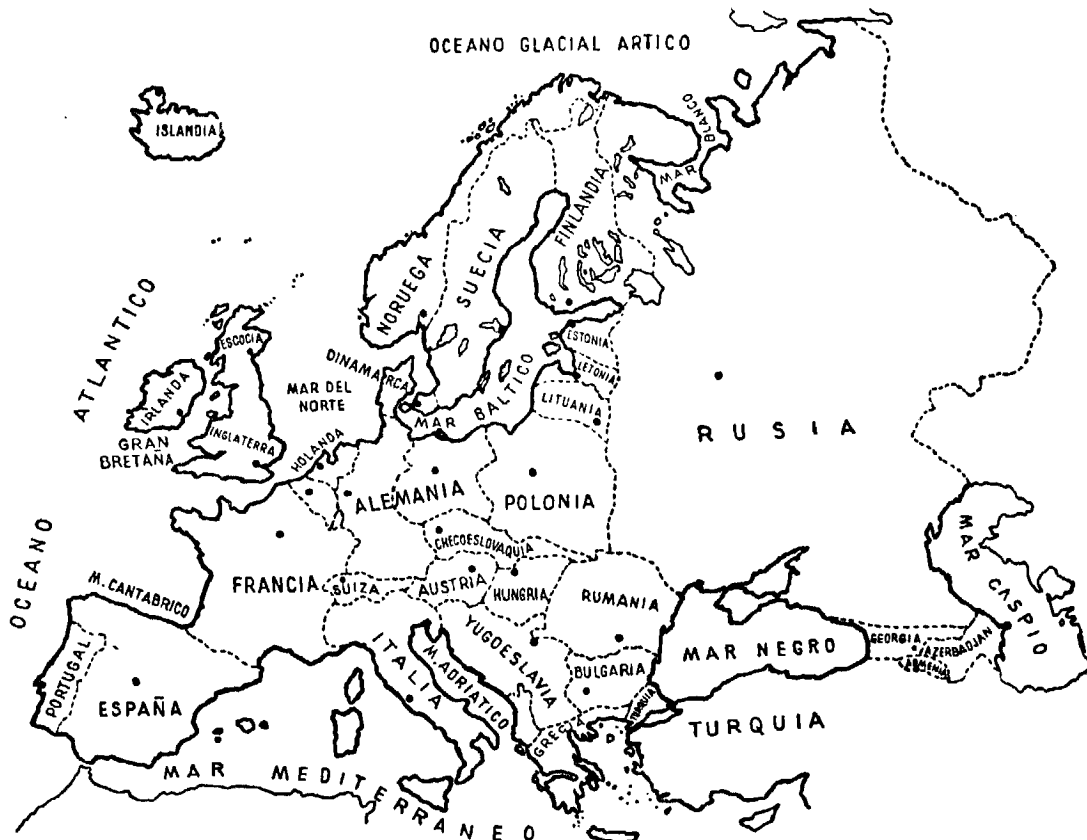 OCEANO GLACIAL ARTICO
ISLANDIA
MAR BLANCO
FINLANDIA
SUECIA
NORUEGA
OCEANO ATLANTICO
ESCOCIA
IRLANDA
GRAN
BRETAÑA
INGLATERRA
MAR DEL
NORTE
DINAMARCA
MAR BALTICO
ESTONIA
LETONIA
LITUANIA
RUSIA
HOLANDA
ALEMANIA
POLONIA
CHECOESLOVAQUIA
FRANCIA
SUIZA
AUSTRIA
HUNGRIA
RUMANIA
M. CANTABRICO
PORTUGAL
ESPAÑA
ITALIA
M. ADRIATICO
YUGOESLAVIA
BULGARIA
GRECIA
TURQUIA
TURQUIA
MAR NEGRO
GEORGIA
AZERBADJAN
ARMENIA
MAR CASPIO
MAR MEDITERRANEO